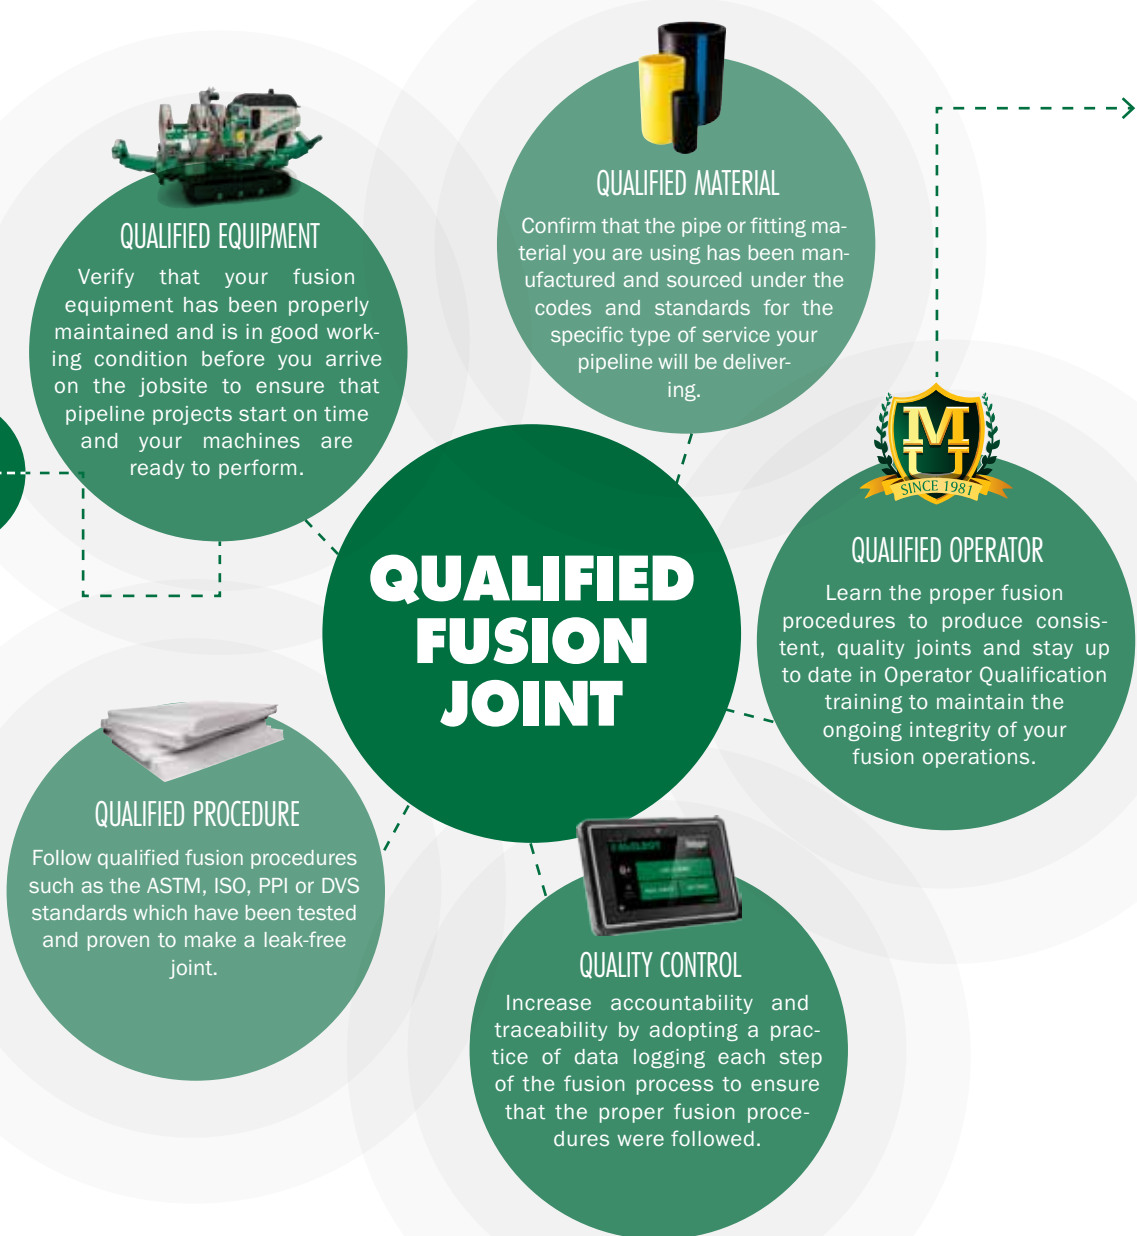 QUALIFIED MATERIAL
Confirm that the pipe or fitting ma-
terial you are using has been man-
ufactured and sourced under the
codes and standards for the
specific type of service your
pipeline will be deliver-
ing.
QUALIFIED EQUIPMENT
Verify that your fusion
equipment has been properly
maintained and is in good work-
ing condition before you arrive
on the jobsite to ensure that
pipeline projects start on time
and your machines are
ready to perform.
MU
SINCE 1981
QUALIFIED OPERATOR
Learn the proper fusion
procedures to produce consis-
tent, quality joints and stay up
to date in Operator Qualification
training to maintain the
ongoing integrity of your
fusion operations.
QUALIFIED
FUSION
JOINT
QUALIFIED PROCEDURE
Follow qualified fusion procedures
such as the ASTM, ISO, PPI or DVS
standards which have been tested
and proven to make a leak-free
joint.
QUALITY CONTROL
Increase accountability and
traceability by adopting a prac-
tice of data logging each step
of the fusion process to ensure
that the proper fusion proce-
dures were followed.